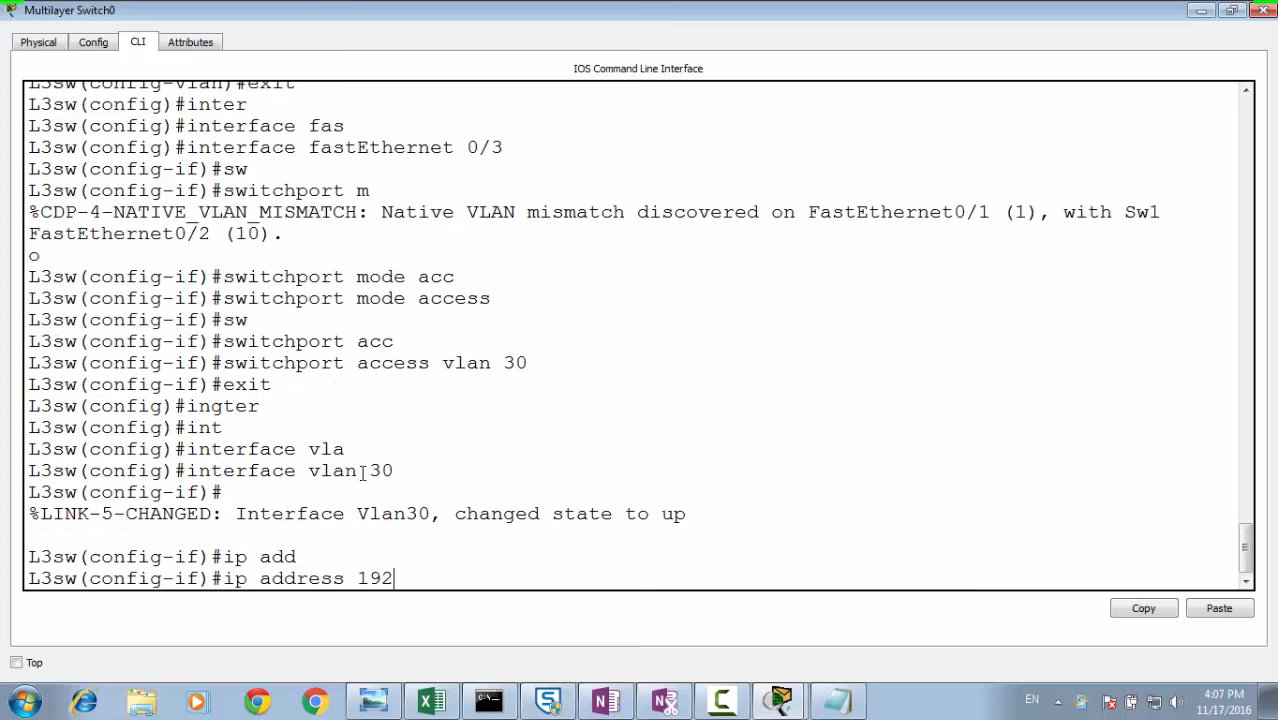 Multilayer Switch0
Physical
Config
CLI
Attributes
IOS Command Line Interface
L3sw(config-vlan)#exit
L3sw(config)#inter
L3sw(config)#interface fas
L3sw(config)#interface fastEthernet 0/3
L3sw(config-if)#sw
L3sw(config-if)#switchport m
%CDP-4-NATIVE_VLAN_MISMATCH: Native VLAN mismatch discovered on FastEthernet0/1 (1), with Sw1
FastEthernet0/2 (10).
o
L3sw(config-if)#switchport mode acc
L3sw(config-if)#switchport mode access
L3sw(config-if)#sw
L3sw(config-if)#switchport acc
L3sw(config-if)#switchport access vlan 30
L3sw(config-if)#exit
L3sw(config)#ingter
L3sw(config)#int
L3sw(config)#interface vla
L3sw(config)#interface vlan 30
L3sw(config-if)#
%LINK-5-CHANGED: Interface Vlan30, changed state to up
L3sw(config-if)#ip add
L3sw(config-if)#ip address 192
Copy
Paste
Top
EN
4:07 PM
11/17/2016